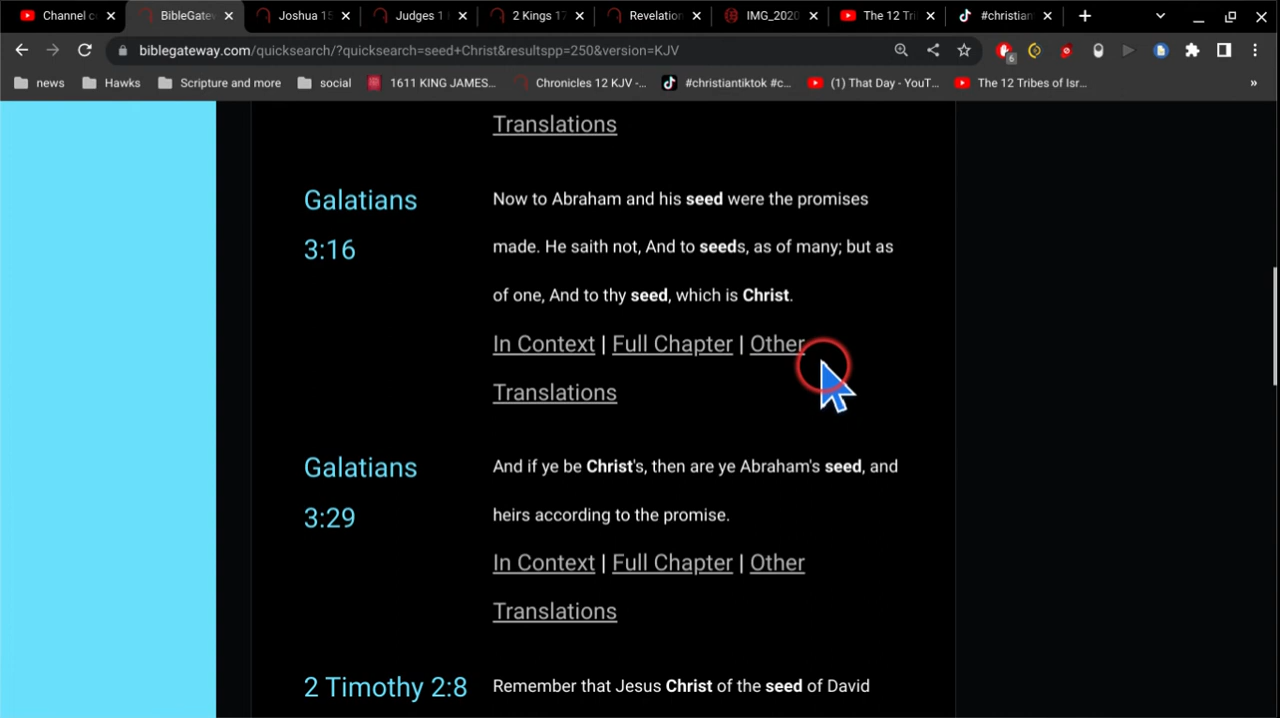 Channel c
BibleGatew
Joshua 15
Judges 1
2 Kings 17
Revelation
IMG_2020
The 12 Tri
#christian
biblegateway.com/quicksearch/?quicksearch=seed+Christ&resultspp=250&version=KJV
6
news
Hawks
Scripture and more
social
1611 KING JAMES...
Chronicles 12 KJV -...
#christiantiktok #c...
(1) That Day - YouT...
The 12 Tribes of Isr...
»
Translations
Galatians
3:16
Now to Abraham and his seed were the promises
made. He saith not, And to seeds, as of many; but as
of one, And to thy seed, which is Christ.
In Context | Full Chapter | Other
Translations
Galatians
3:29
And if ye be Christ's, then are ye Abraham's seed, and
heirs according to the promise.
In Context | Full Chapter | Other
Translations
2 Timothy 2:8
Remember that Jesus Christ of the seed of David